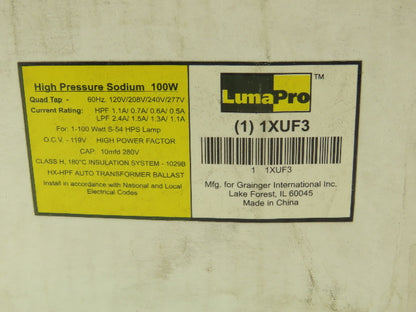 High Pressure Sodium 100W
Quad Tap - 60Hz. 120V/208V/240V/277V
Current Rating: HPF 1.1A/ 0.7A/ 0.6A/ 0.5A
LPF 2.4A/ 1.5A/ 1.3A/ 1.1A
For: 1-100 Watt S-54 HPS Lamp
O.C.V. - 119V HIGH POWER FACTOR
CAP: 10mfd 280V
CLASS H, 180°C INSULATION SYSTEM - 1029B
HX-HPF AUTO TRANSFORMER BALLAST
Install in accordance with National and Local
Electrical Codes
LumaPro™
(1) 1XUF3
1 1XUF3
Mfg. for Grainger International Inc.
Lake Forest, IL 60045
Made in China